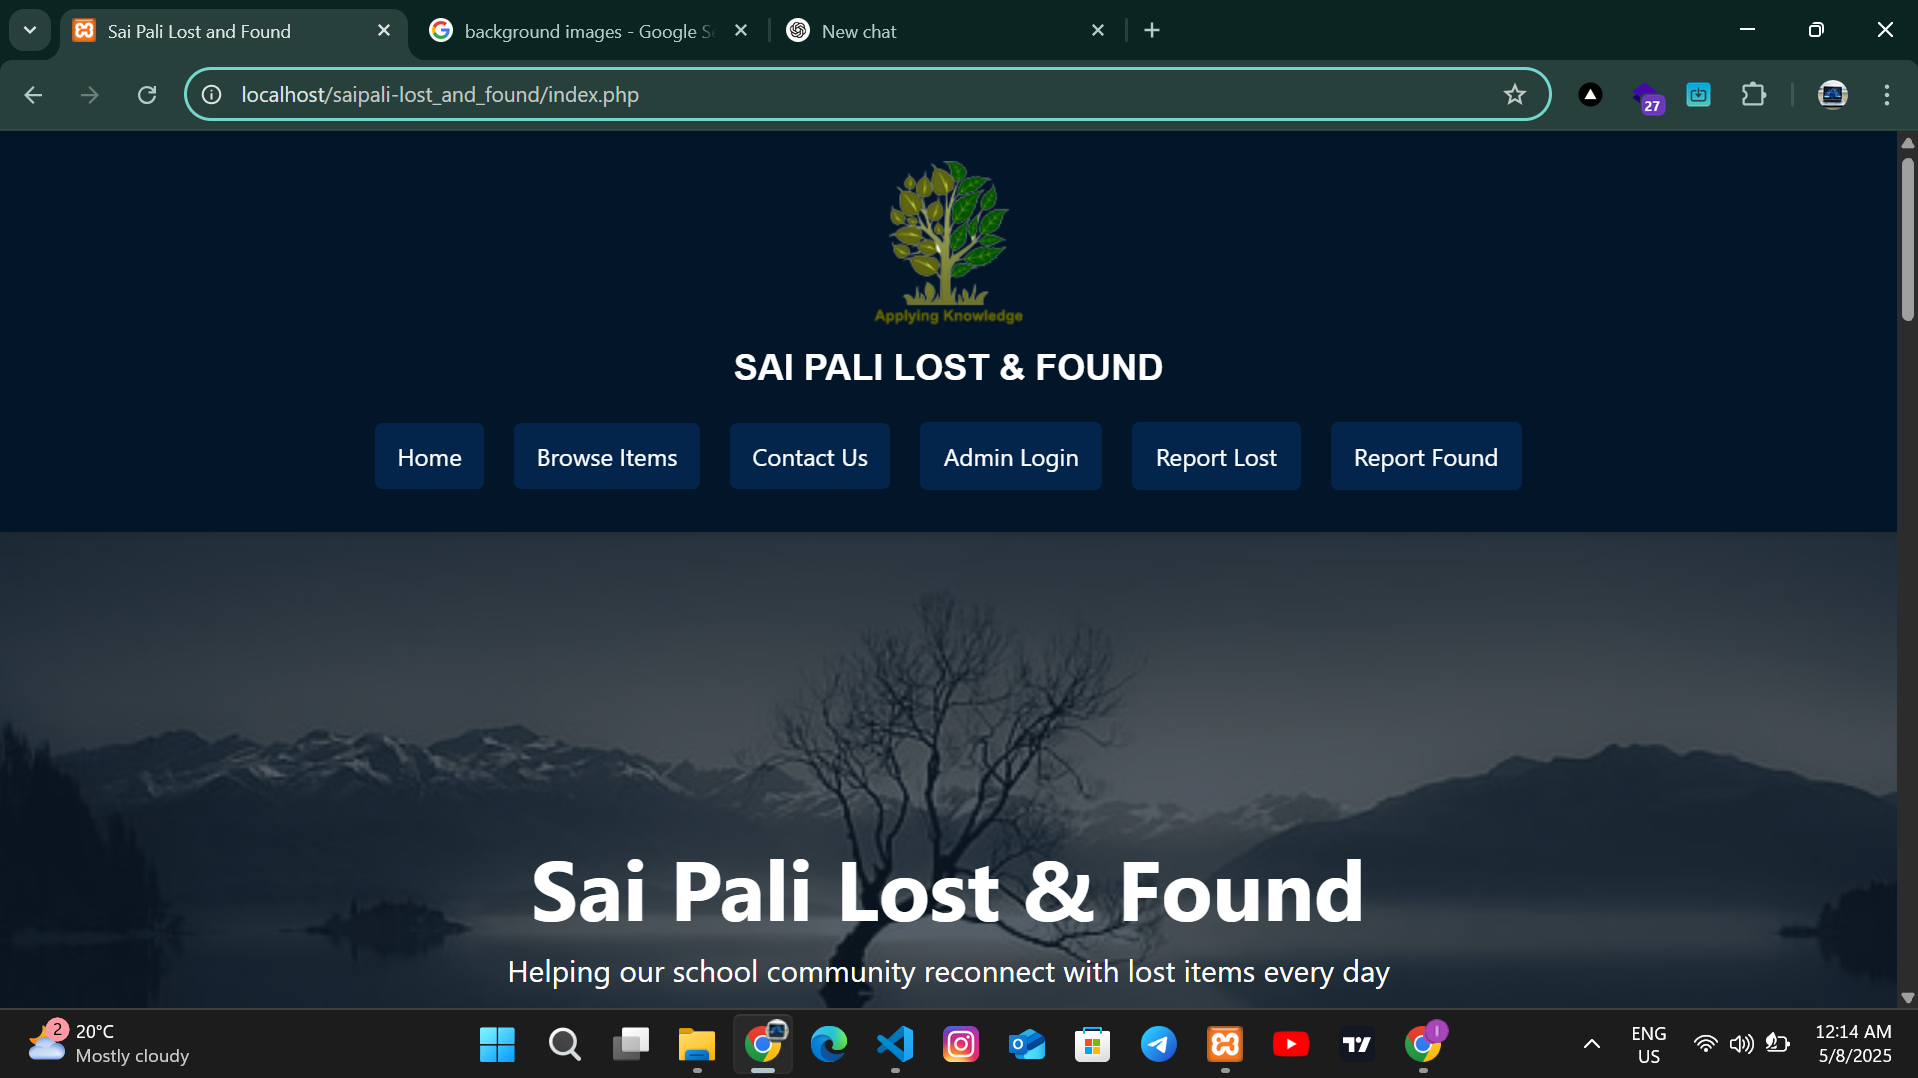 Sai Pali Lost and Found
background images - Google S
New chat
localhost/saipali-lost_and_found/index.php
27
Applying Knowledge
SAI PALI LOST & FOUND
Home
Browse Items
Contact Us
Admin Login
Report Lost
Report Found
Sai Pali Lost & Found
Helping our school community reconnect with lost items every day
2
20°C
Mostly cloudy
ENG
US
12:14 AM
5/8/2025